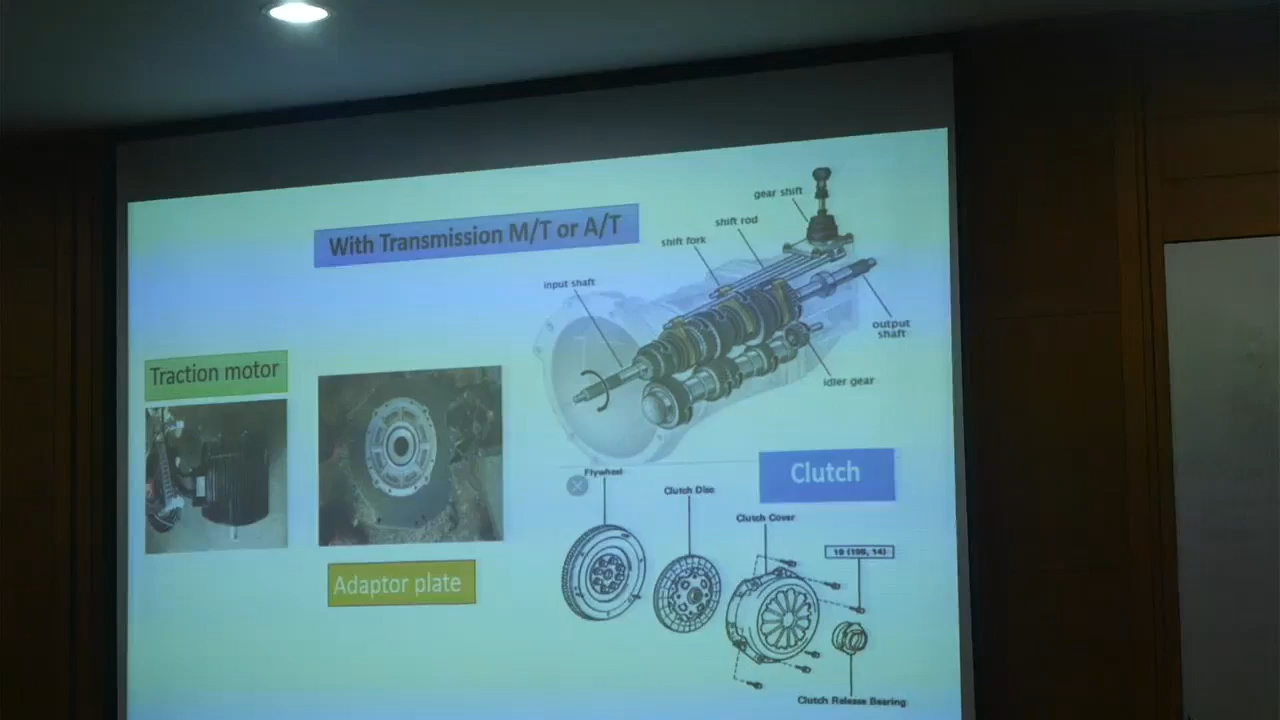 With Transmission M/T or A/T
gear shift
shift rod
shift fork
input shaft
output
shaft
idler gear
Traction motor
Adaptor plate
Clutch
Flywheel
Clutch Disc
Clutch Cover
Clutch Release Bearing